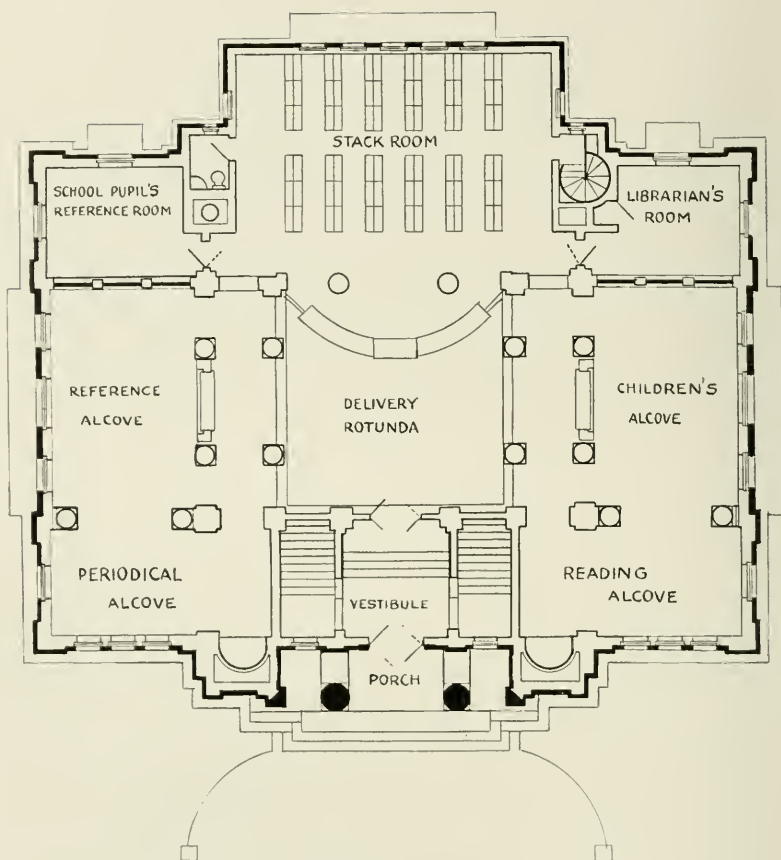 STACK ROOM
SCHOOL PUPIL'S
REFERENCE ROOM
LIBRARIAN'S
ROOM
REFERENCE
ALCOVE
DELIVERY
ROTUNDA
CHILDREN'S
ALCOVE
PERIODICAL
ALCOVE
VESTIBULE
READING
ALCOVE
PORCH